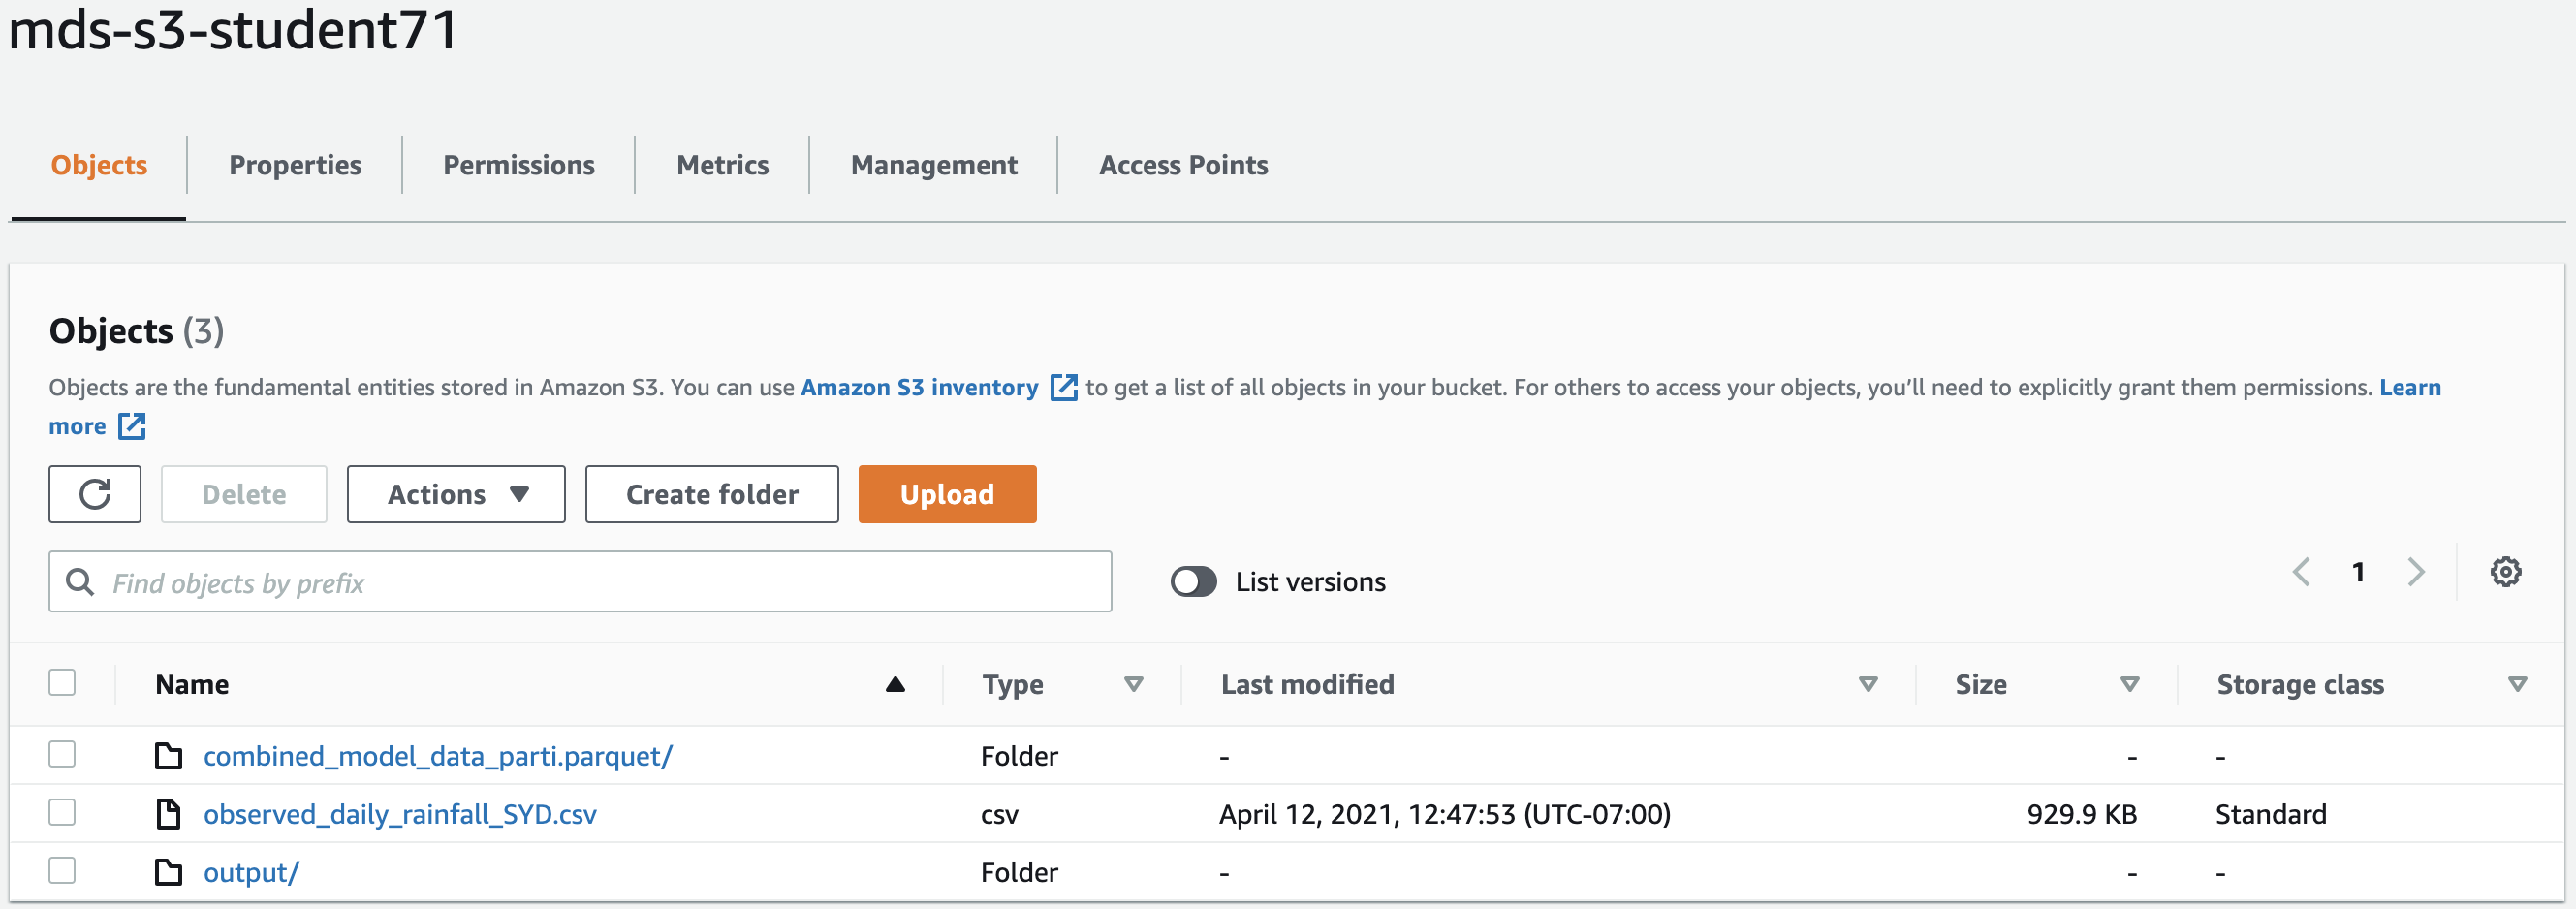 mds-s3-student71
Objects Properties Permissions Metrics Management Access Points
Objects (3)
Objects are the fundamental entities stored in Amazon S3. You can use Amazon S3 inventory to get a list of all objects in your bucket. For others to access your objects, you’ll need to explicitly grant them permissions. Learn
more
Delete Actions Create folder Upload
Find objects by prefix List versions 1
Name Type Last modified Size Storage class
combined_model_data_parti.parquet/ Folder - - -
observed_daily_rainfall_SYD.csv csv April 12, 2021, 12:47:53 (UTC-07:00) 929.9 KB Standard
output/ Folder - - -